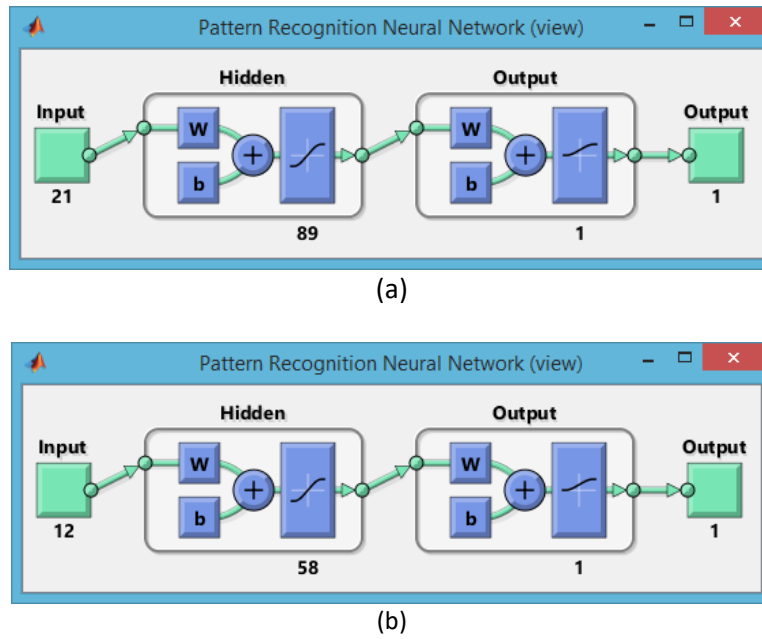 Pattern Recognition Neural Network (view)
Hidden Output
Input Output
W W
b b
21 1
89 1
(a)
Pattern Recognition Neural Network (view)
Hidden Output
Input Output
W W
b b
12 1
58 1
(b)